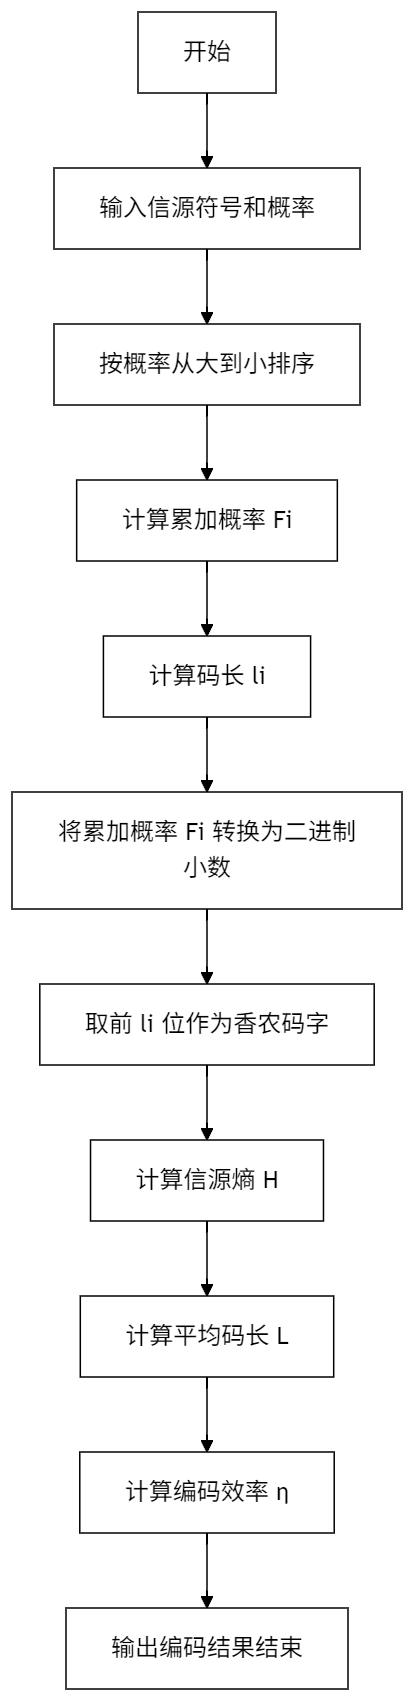 开始
输入信源符号和概率
按概率从大到小排序
计算累加概率 Fi
计算码长 li
将累加概率 Fi 转换为二进制
小数
取前 li 位作为香农码字
计算信源熵 H
计算平均码长 L
计算编码效率 η
输出编码结果结束